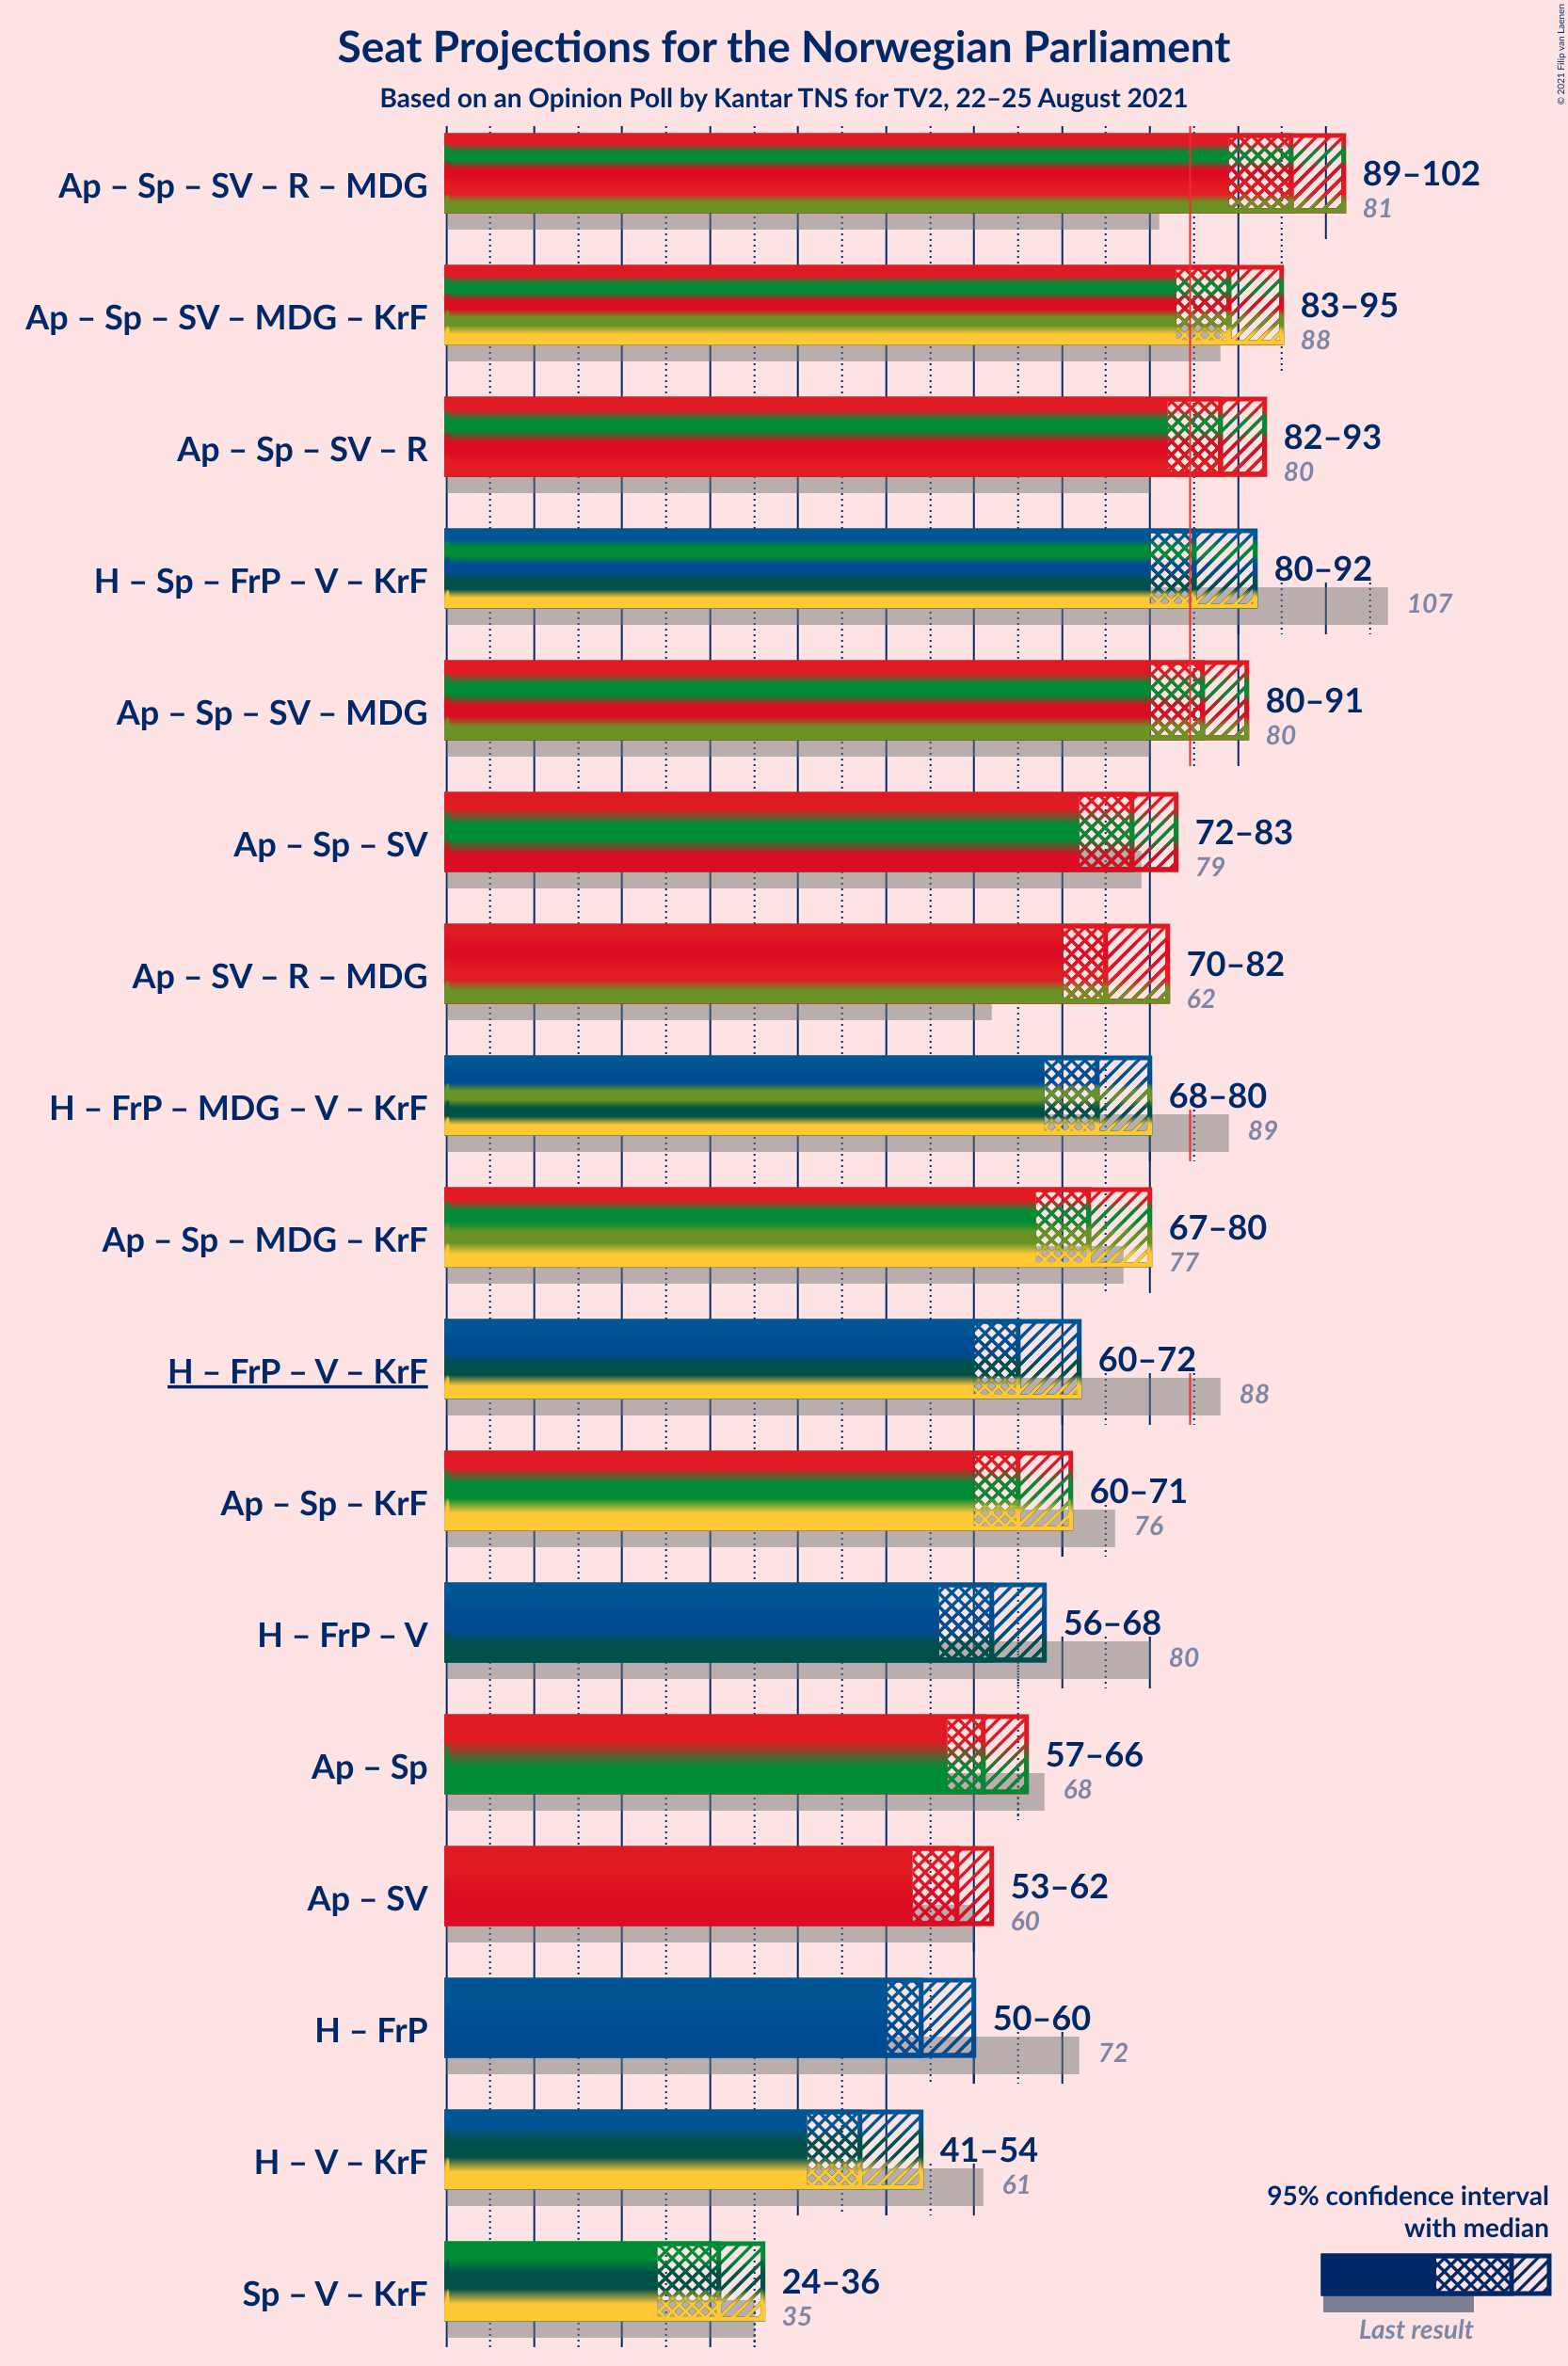 Seat Projections for the Norwegian Parliament
Based on an Opinion Poll by Kantar TNS for TV2, 22–25 August 2021
© 2021 Filip van Laenen
Ap – Sp – SV – R – MDG
89–102
81
Ap – Sp – SV – MDG – KrF
83–95
88
Ap – Sp – SV – R
82–93
80
H – Sp – FrP – V – KrF
80–92
107
Ap – Sp – SV – MDG
80–91
80
Ap – Sp – SV
72–83
79
Ap – SV – R – MDG
70–82
62
H – FrP – MDG – V – KrF
68–80
89
Ap – Sp – MDG – KrF
67–80
77
H – FrP – V – KrF
60–72
88
Ap – Sp – KrF
60–71
76
H – FrP – V
56–68
80
Ap – Sp
57–66
68
Ap – SV
53–62
60
H – FrP
50–60
72
H – V – KrF
41–54
61
Sp – V – KrF
24–36
35
95% confidence interval
with median
Last result